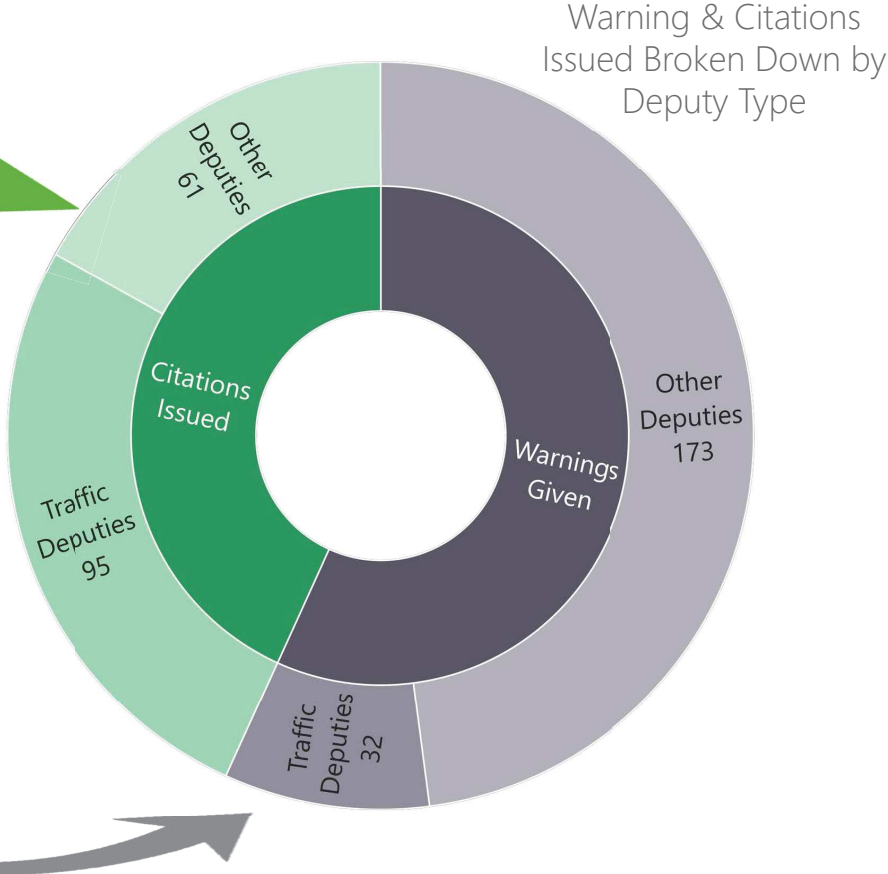 Warning & Citations
Issued Broken Down by
Deputy Type
Other
Deputies
61
Citations
Issued
Other
Deputies
173
Warnings
Given
Traffic
Deputies
95
Traffic
Deputies
32